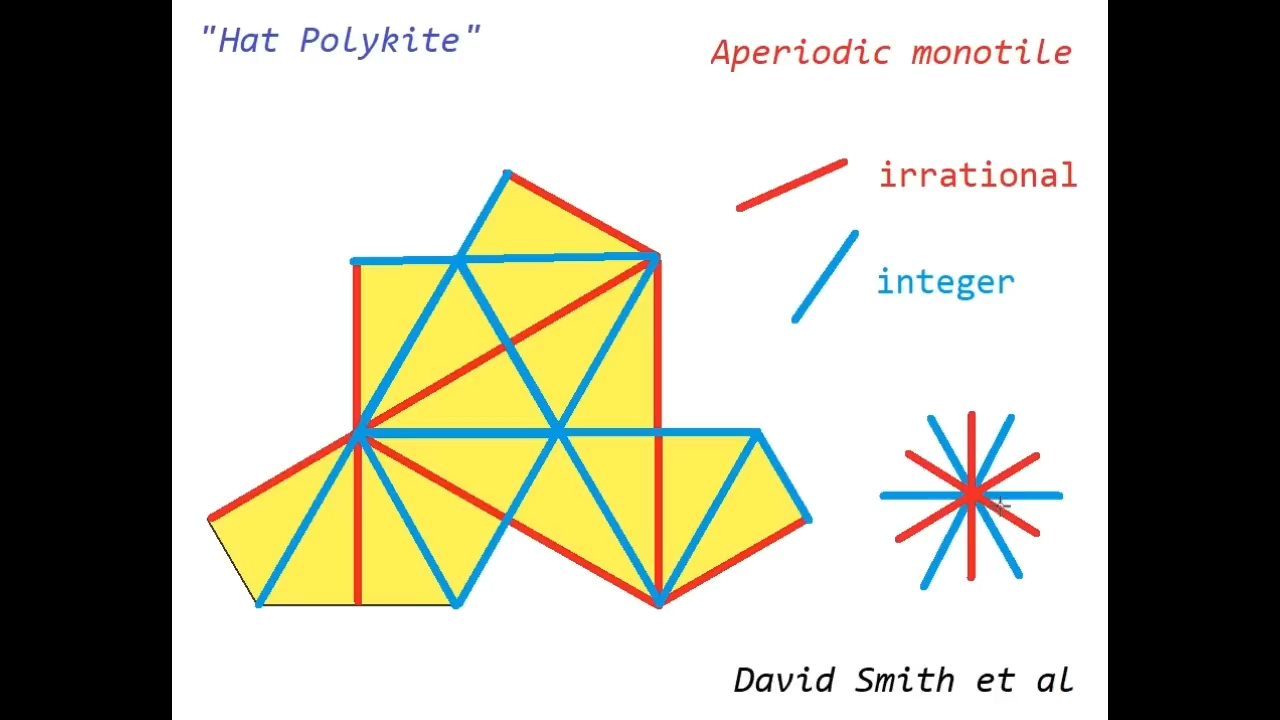 "Hat Polykite"
Aperiodic monotile
irrational
integer
David Smith et al